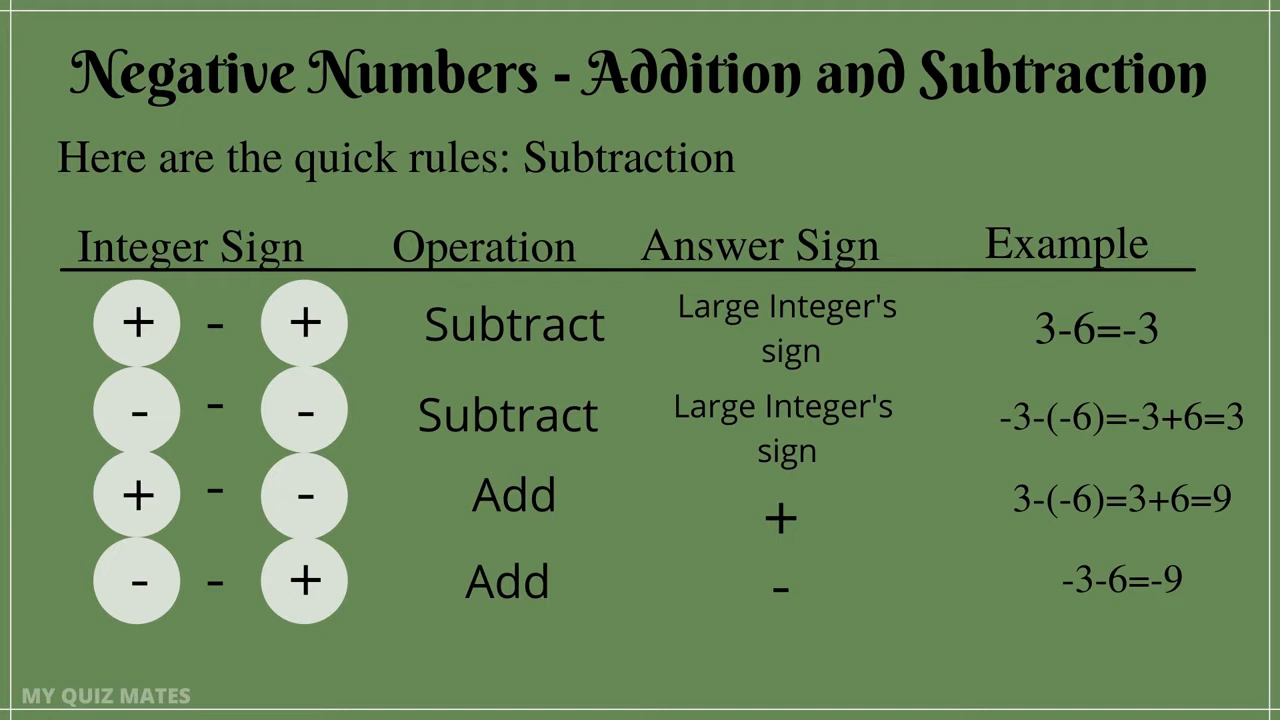 Negative Numbers - Addition and Subtraction
Here are the quick rules: Subtraction
Integer Sign Operation Answer Sign Example
+ - + Subtract Large Integer's sign 3-6=-3
- - - Subtract Large Integer's sign -3-(-6)=-3+6=3
+ - - Add + 3-(-6)=3+6=9
- - + Add - -3-6=-9
MY QUIZ MATES